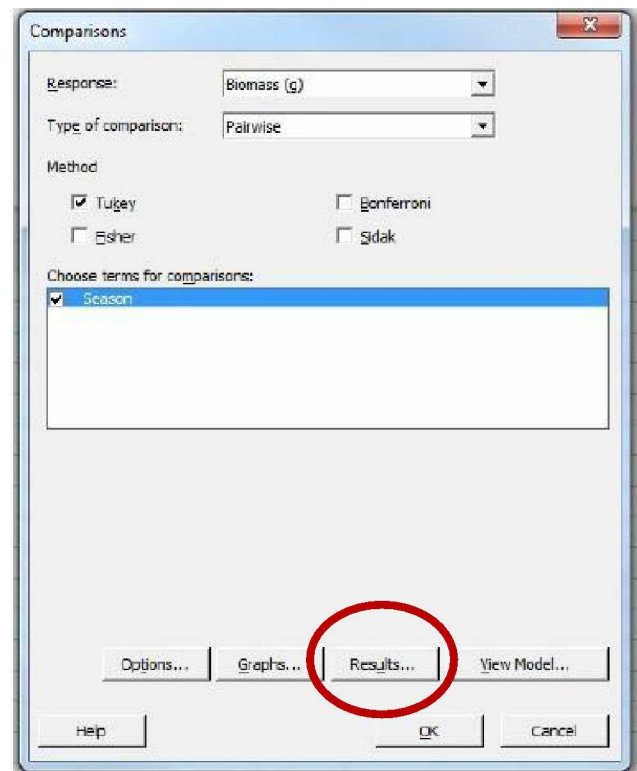 Comparisons
Response: Biomass (g)
Type of comparison: Pairwise
Method
Tukey Bonferroni
Fisher Sidak
Choose terms for comparisons:
Season
Options... Graphs... Results... View Model...
Help OK Cancel